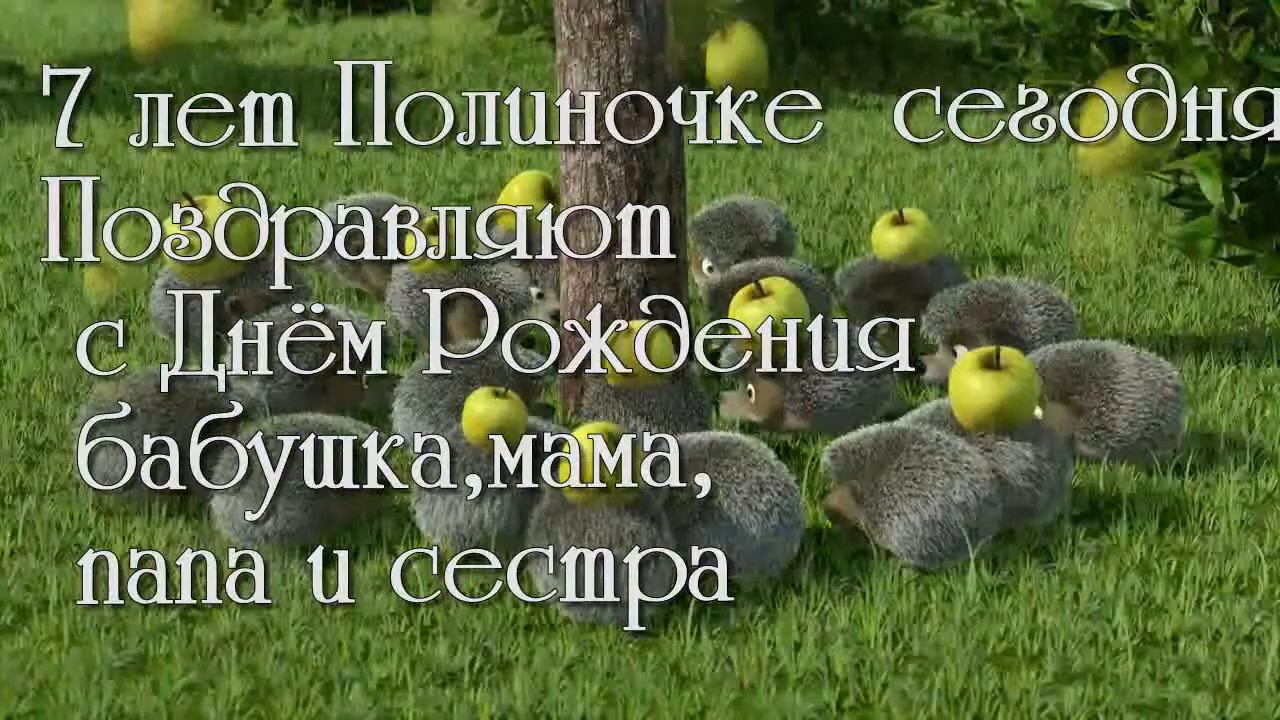 7 лет Полиночке сегодня
Поздравляют
с Днём Рождения
бабушка,мама,
папа и сестра